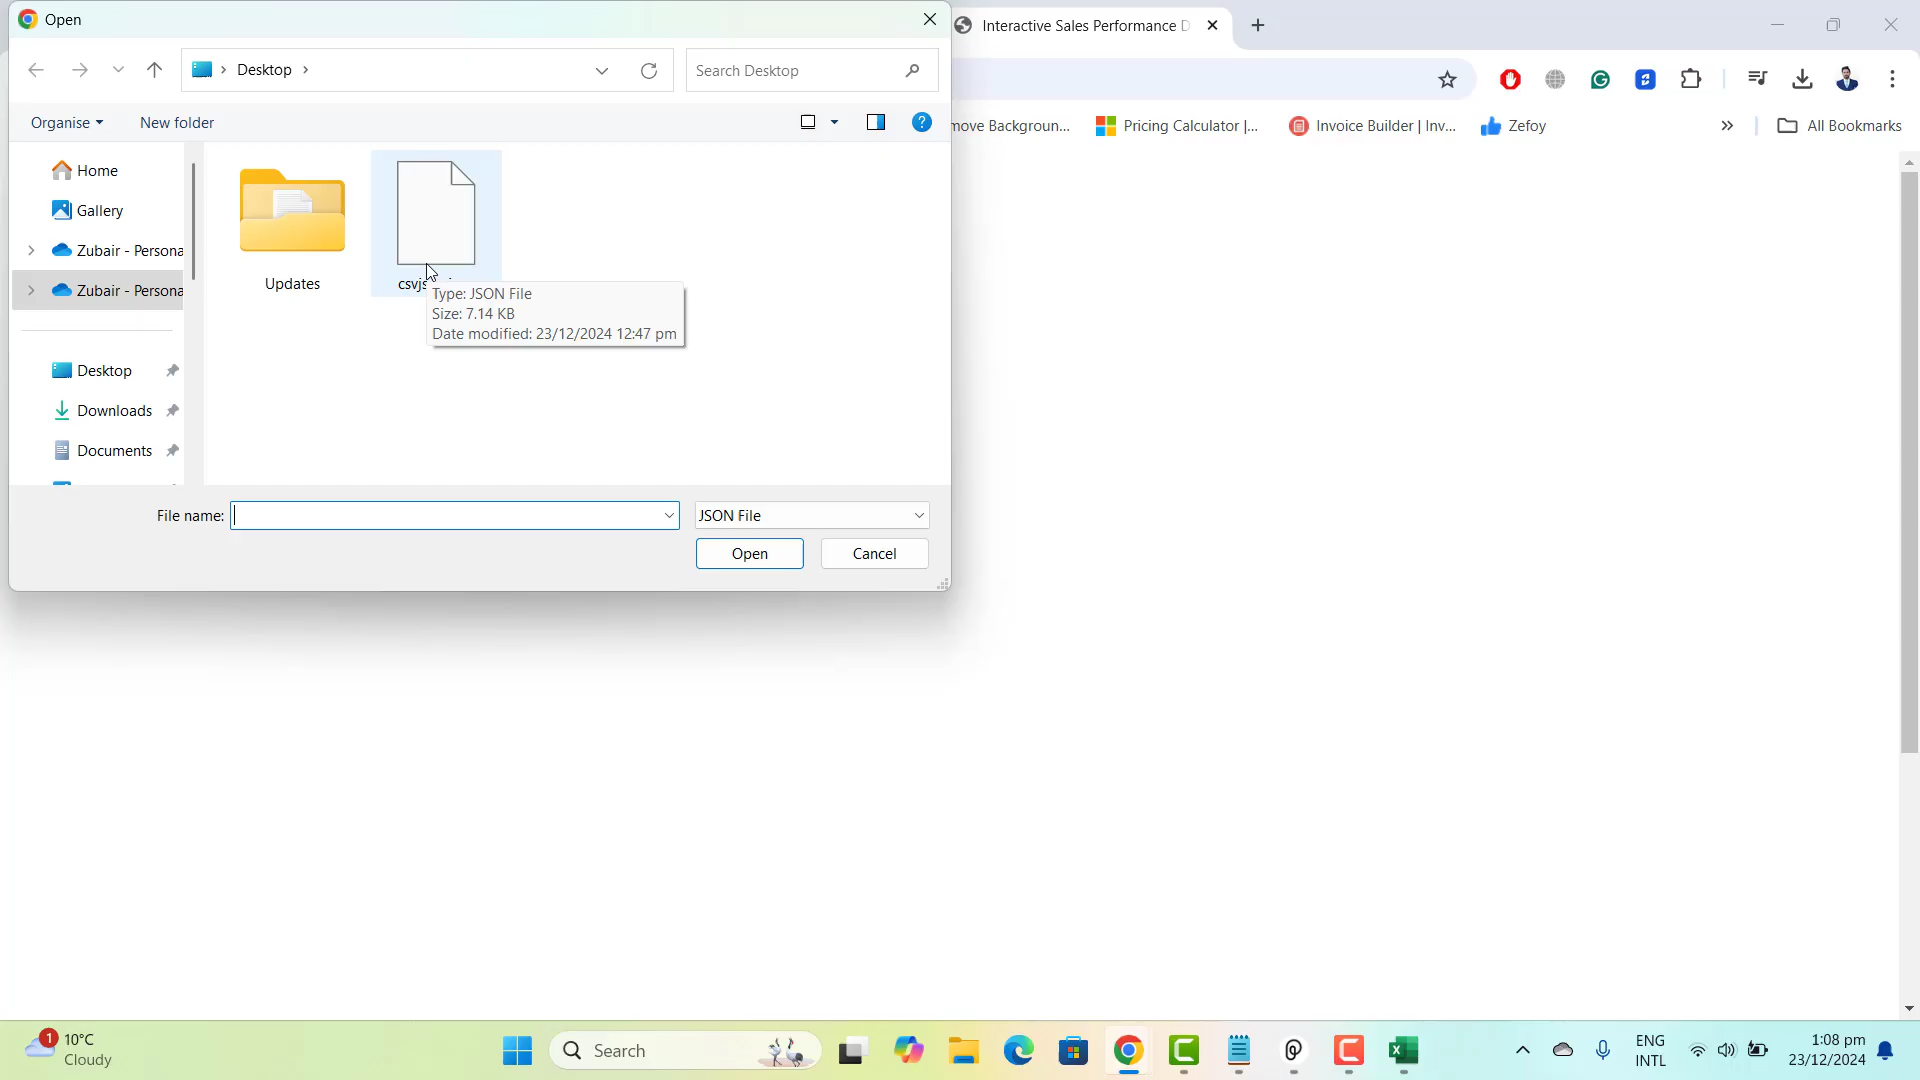 Open
Interactive Sales Performance D
Desktop
Search Desktop
Organise
New folder
move Backgroun...
Pricing Calculator |...
Invoice Builder | Inv...
Zefoy
All Bookmarks
Home
Gallery
Zubair - Persona
Zubair - Persona
Desktop
Downloads
Documents
Updates
Type: JSON File
Size: 7.14 KB
Date modified: 23/12/2024 12:47 pm
File name:
JSON File
Open
Cancel
1
10°C
Cloudy
Search
ENG
INTL
1:08 pm
23/12/2024